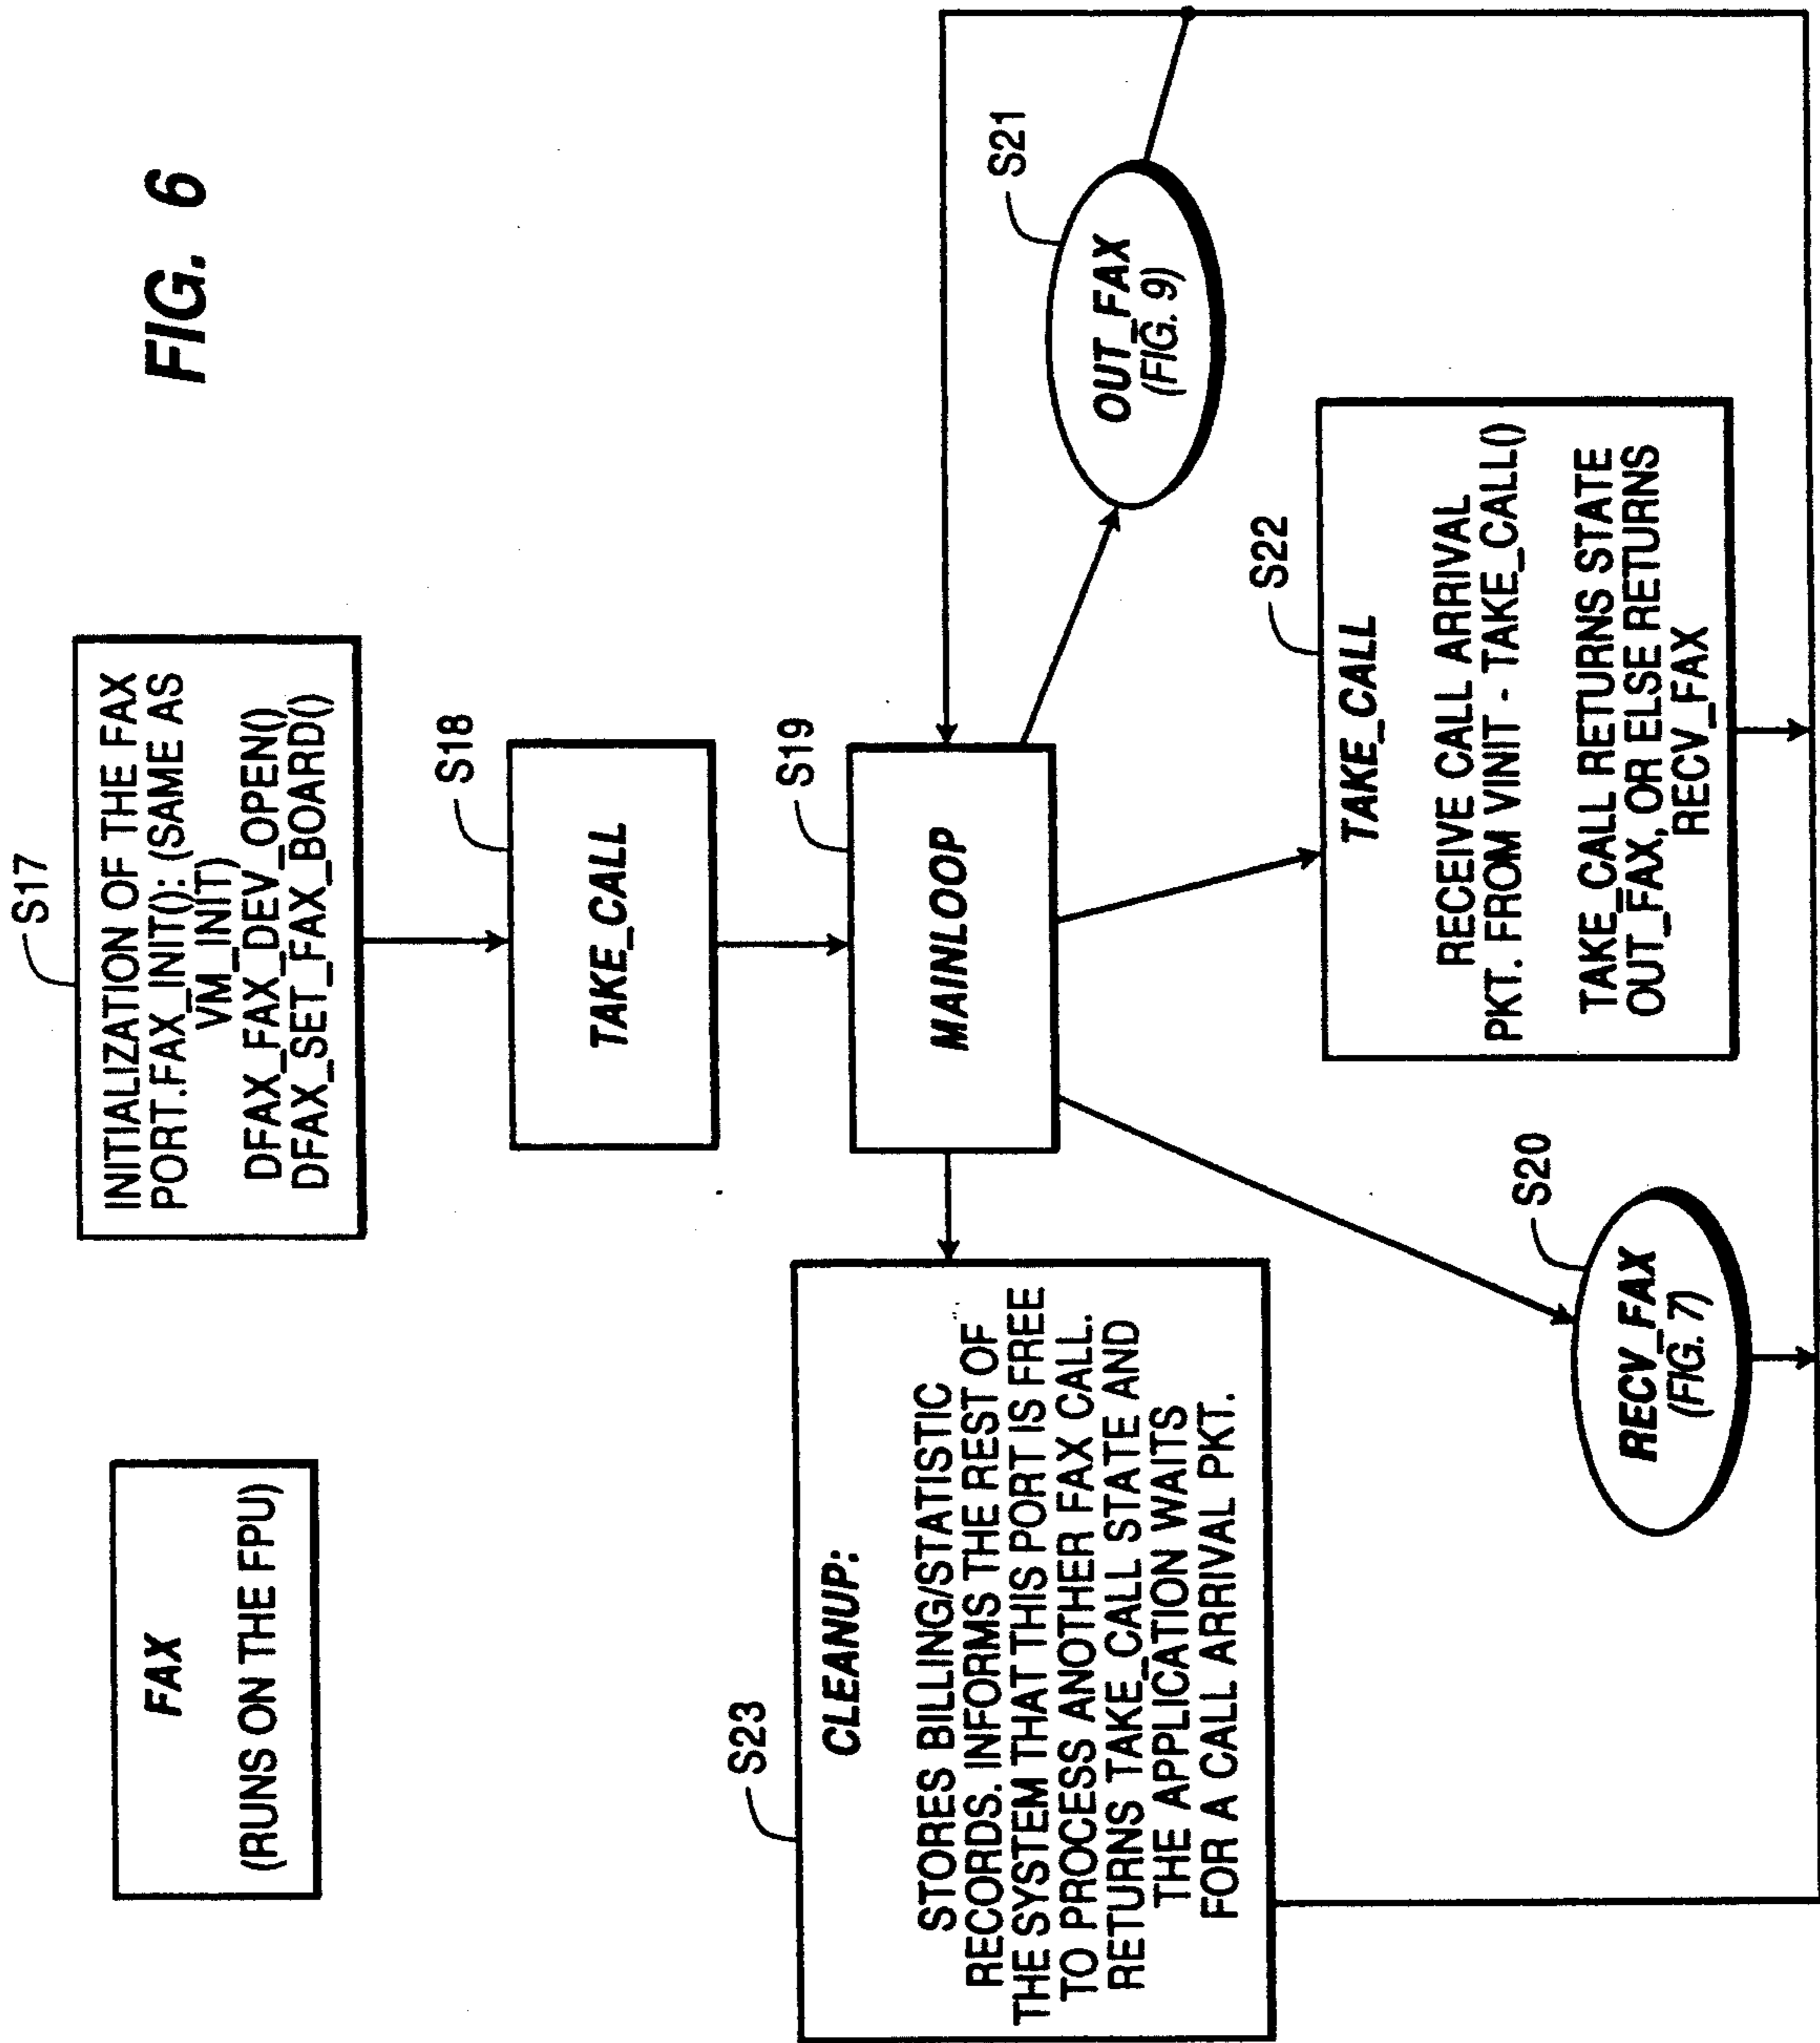 FIG. 6
FAX
(RUNS ON THE FPU)
S17
INITIALIZATION OF THE FAX
PORT.FAX_INIT(): (SAME AS
VM_INIT)
DFAX_FAX_DEV_OPEN()
DFAX_SET_FAX_BOARD()
S18
TAKE_CALL
S19
MAINLOOP
S23
CLEANUP:
STORES BILLING/STATISTIC
RECORDS. INFORMS THE REST OF
THE SYSTEM THAT THIS PORT IS FREE
TO PROCESS ANOTHER FAX CALL.
RETURNS TAKE_CALL STATE AND
THE APPLICATION WAITS
FOR A CALL ARRIVAL PKT.
S20
RECV_FAX
(FIG. 7)
S22
TAKE_CALL
RECEIVE CALL ARRIVAL
PKT. FROM VINIT - TAKE_CALL()
TAKE_CALL RETURNS STATE
OUT_FAX, OR ELSE RETURNS
RECV_FAX
S21
OUT_FAX
(FIG. 9)